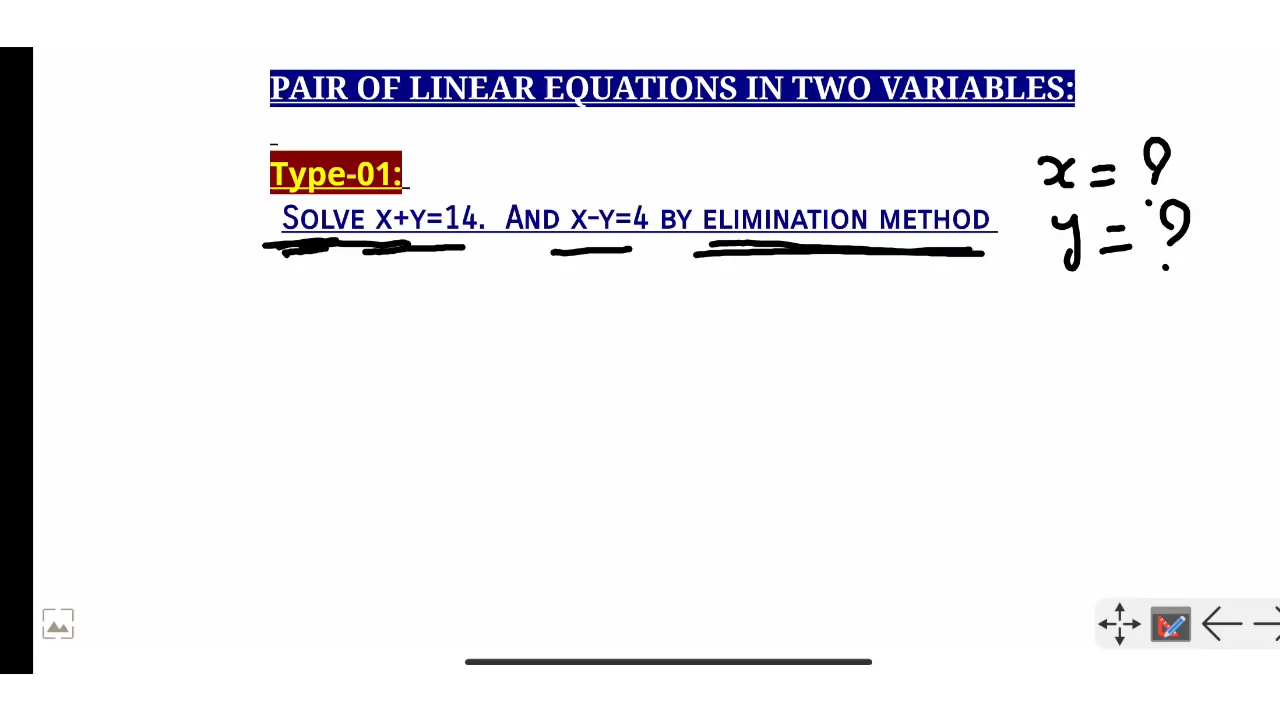 PAIR OF LINEAR EQUATIONS IN TWO VARIABLES:
Type-01:
SOLVE X+Y=14. AND X-Y=4 BY ELIMINATION METHOD
x = ?
y = ?